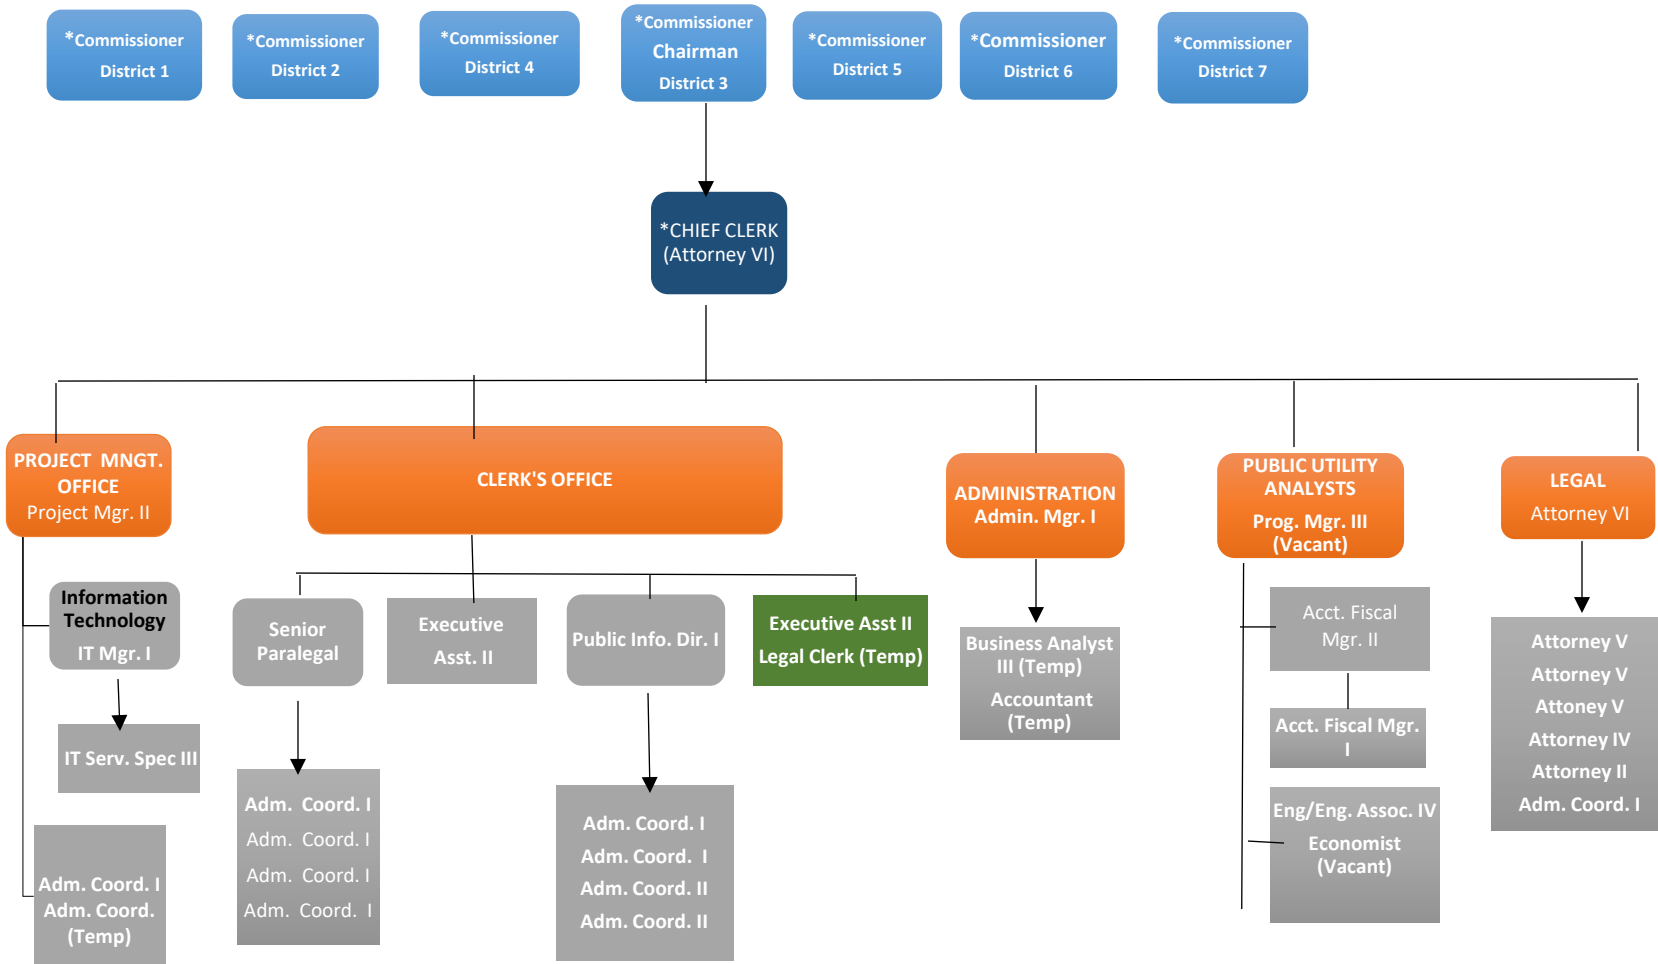 *Commissioner
District 1
*Commissioner
District 2
*Commissioner
District 4
*Commissioner
Chairman
District 3
*Commissioner
District 5
*Commissioner
District 6
*Commissioner
District 7
*CHIEF CLERK
(Attorney VI)
PROJECT MNGT.
OFFICE
Project Mgr. II
CLERK'S OFFICE
ADMINISTRATION
Admin. Mgr. I
PUBLIC UTILITY
ANALYSTS
Prog. Mgr. III
(Vacant)
LEGAL
Attorney VI
Information
Technology
IT Mgr. I
IT Serv. Spec III
Adm. Coord. I
Adm. Coord.
(Temp)
Senior
Paralegal
Adm. Coord. I
Adm. Coord. I
Adm. Coord. I
Adm. Coord. I
Executive
Asst. II
Public Info. Dir. I
Adm. Coord. I
Adm. Coord. I
Adm. Coord. II
Adm. Coord. II
Executive Asst II
Legal Clerk (Temp)
Business Analyst
III (Temp)
Accountant
(Temp)
Acct. Fiscal
Mgr. II
Acct. Fiscal Mgr.
I
Eng/Eng. Assoc. IV
Economist
(Vacant)
Attorney V
Attorney V
Attoney V
Attorney IV
Attorney II
Adm. Coord. I